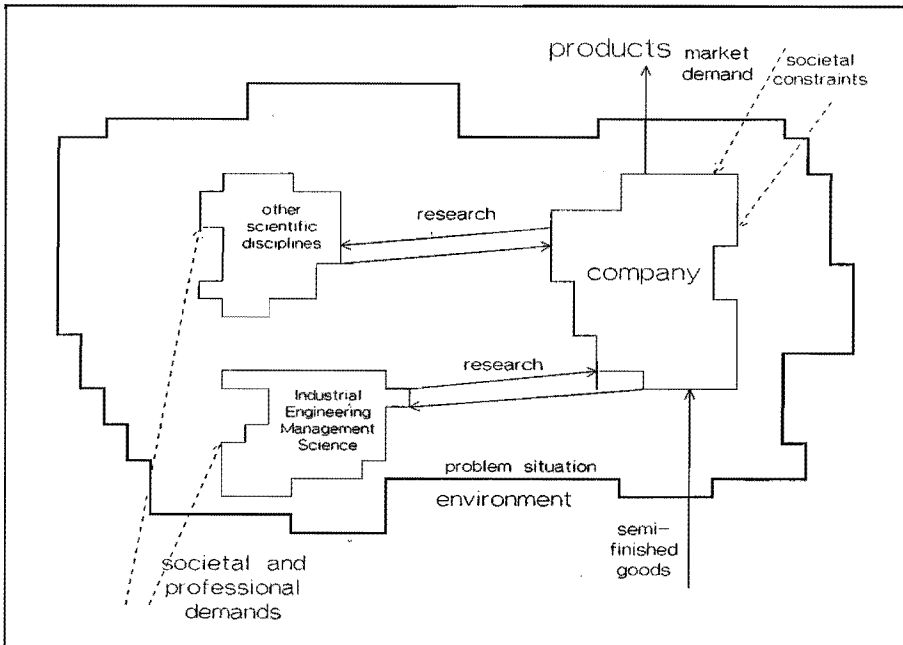 products
market
demand
societal
constraints
other
scientific
disciplines
research
company
research
Industrial
Engineering
Management
Science
problem situation
environment
semi-
finished
goods
societal and
professional
demands